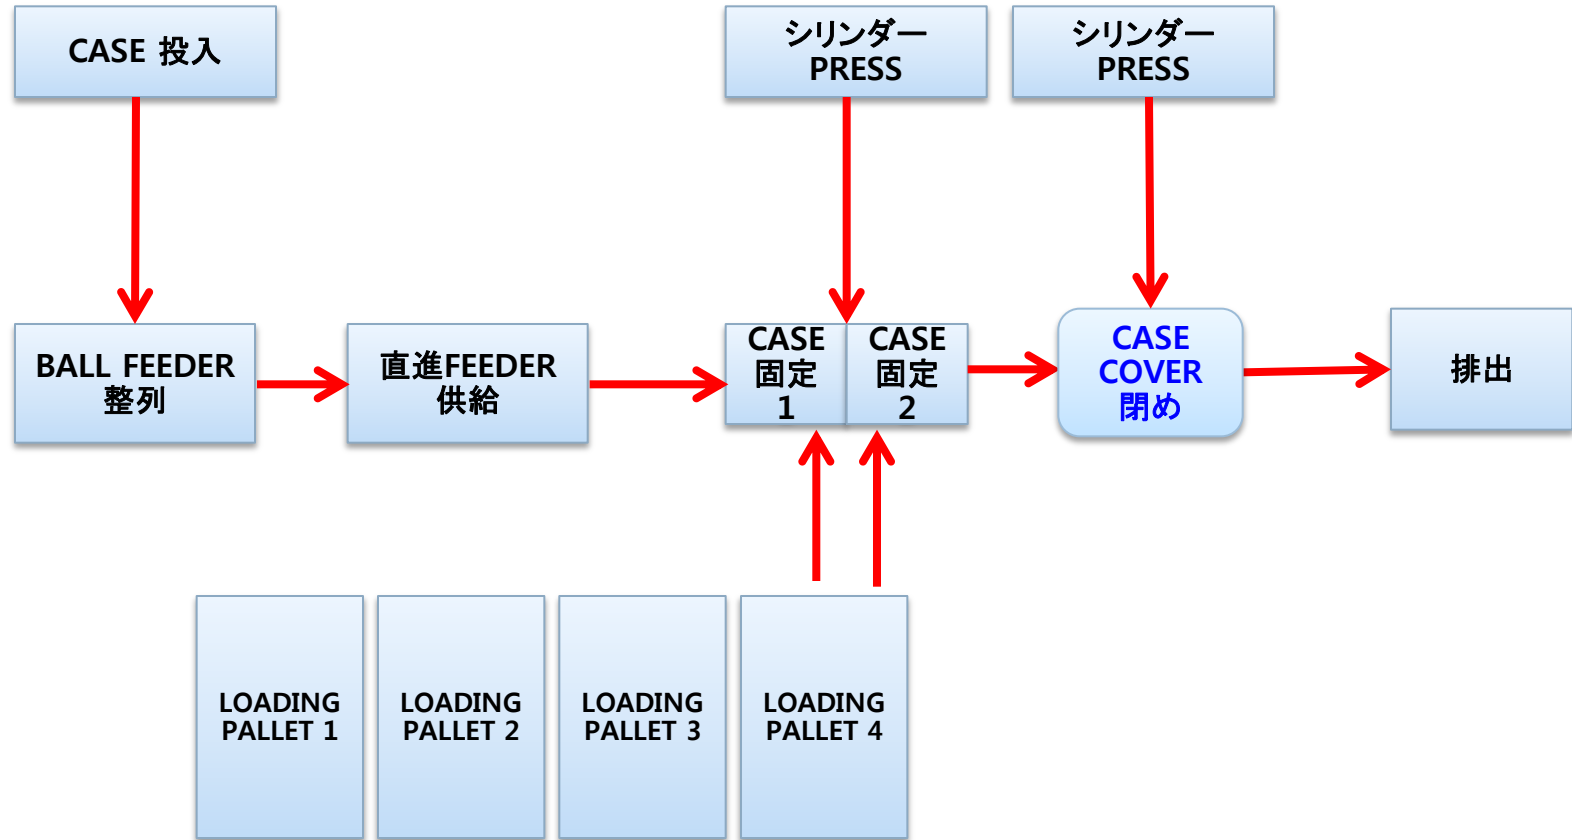 CASE 投入
シリンダー
PRESS
シリンダー
PRESS
BALL FEEDER
整列
直進FEEDER
供給
CASE
固定
1
CASE
固定
2
CASE
COVER
閉め
排出
LOADING
PALLET 1
LOADING
PALLET 2
LOADING
PALLET 3
LOADING
PALLET 4